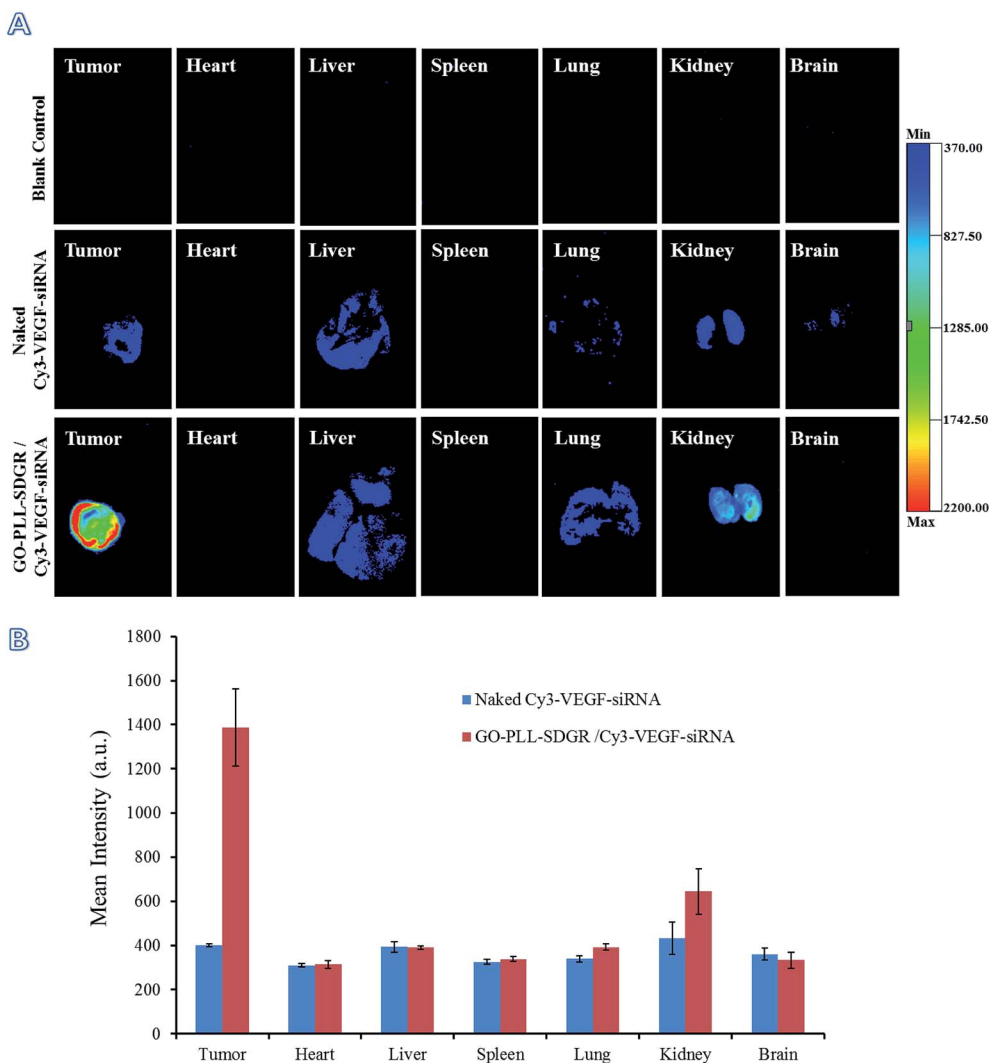 A
Tumor Heart Liver Spleen Lung Kidney Brain
Blank Control
Min
370.00
827.50
1285.00
1742.50
2200.00
Max
Tumor Heart Liver Spleen Lung Kidney Brain
Naked
Cy3-VEGF-siRNA
Tumor Heart Liver Spleen Lung Kidney Brain
GO-PLL-SDGR /
Cy3-VEGF-siRNA
B
Mean Intensity (a.u.)
1800
1600
1400
1200
1000
800
600
400
200
0
Naked Cy3-VEGF-siRNA
GO-PLL-SDGR /Cy3-VEGF-siRNA
Tumor Heart Liver Spleen Lung Kidney Brain